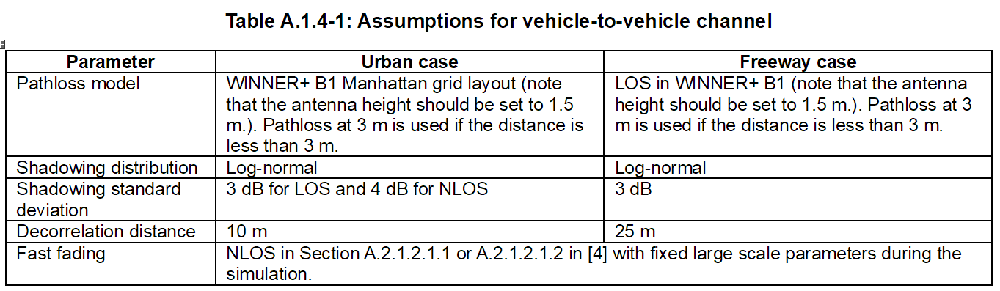 Table A.1.4-1: Assumptions for vehicle-to-vehicle channel
Parameter
Urban case
Freeway case
Pathloss model
WINNER+ B1 Manhattan grid layout (note
that the antenna height should be set to 1.5
m.). Pathloss at 3 m is used if the distance is
less than 3 m.
LOS in WINNER+ B1 (note that the antenna
height should be set to 1.5 m.). Pathloss at 3
m is used if the distance is less than 3 m.
Shadowing distribution
Log-normal
Log-normal
Shadowing standard
deviation
3 dB for LOS and 4 dB for NLOS
3 dB
Decorrelation distance
10 m
25 m
Fast fading
NLOS in Section A.2.1.2.1.1 or A.2.1.2.1.2 in [4] with fixed large scale parameters during the
simulation.